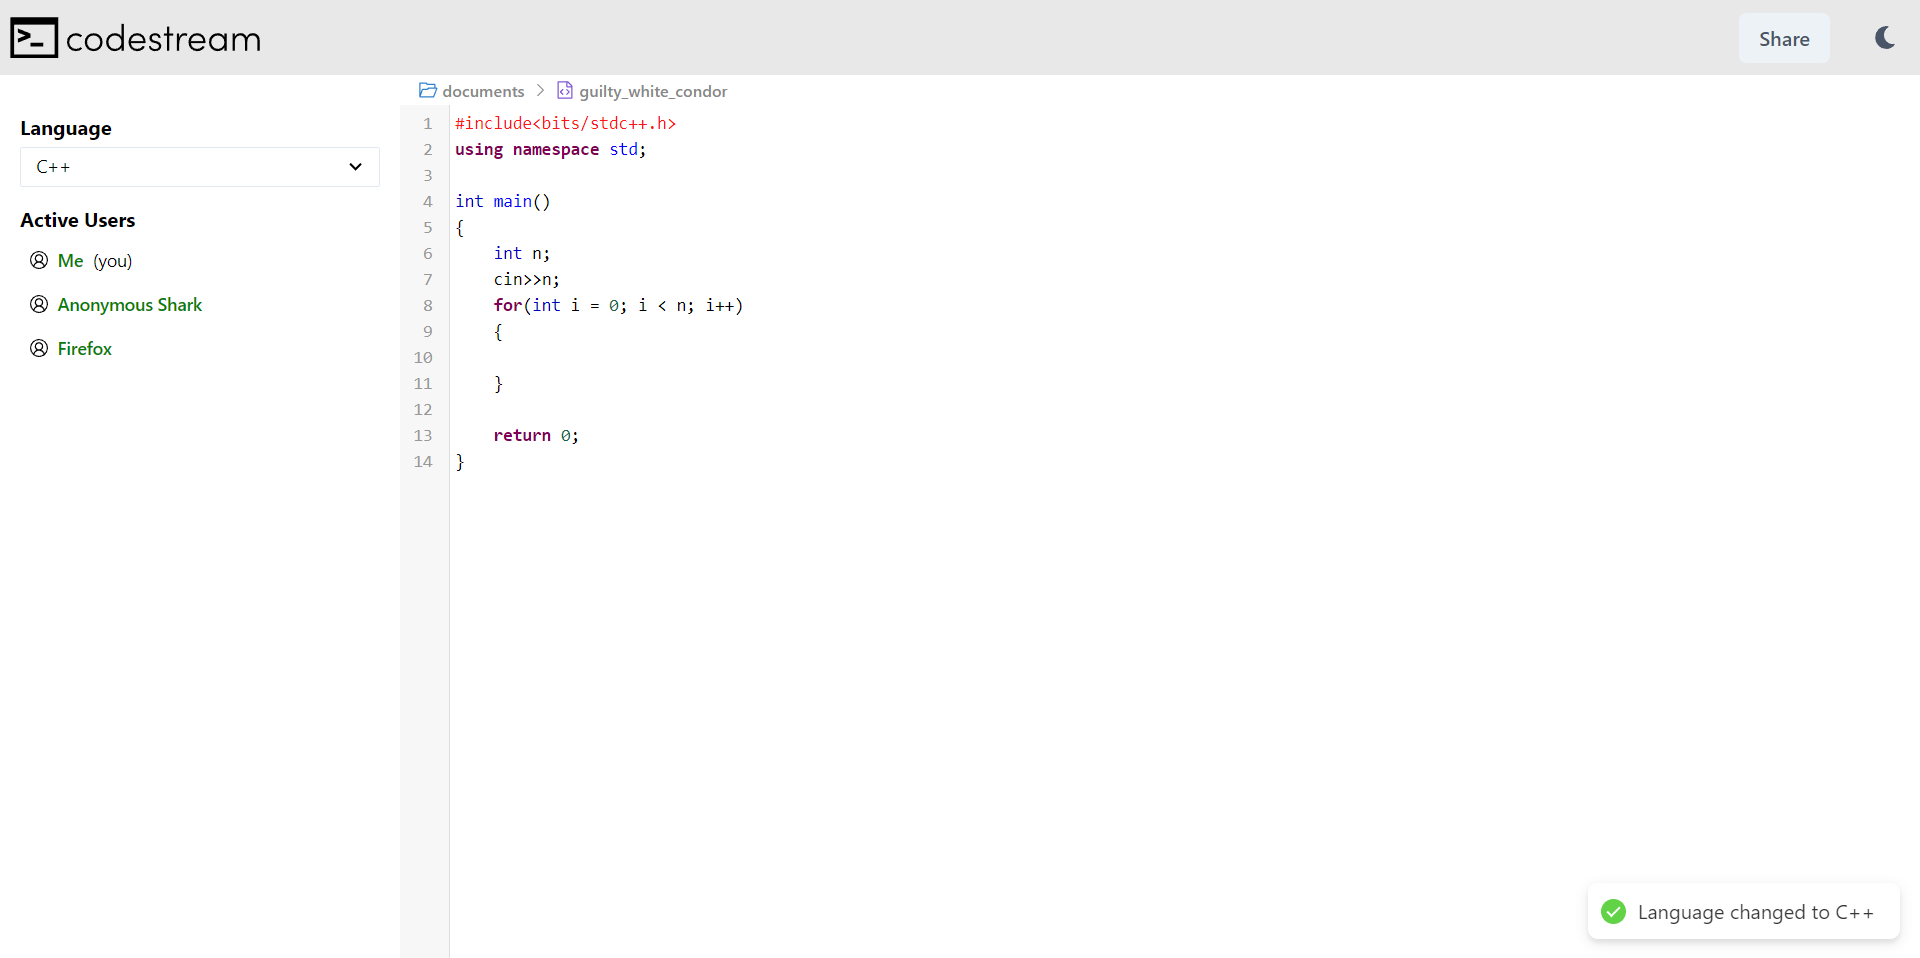 codestream
Share
Language
C++
Active Users
Me (you)
Anonymous Shark
Firefox
documents > guilty_white_condor
1 #include<bits/stdc++.h>
2 using namespace std;
3
4 int main()
5 {
6     int n;
7     cin>>n;
8     for(int i = 0; i < n; i++)
9     {
10
11     }
12
13     return 0;
14 }
Language changed to C++